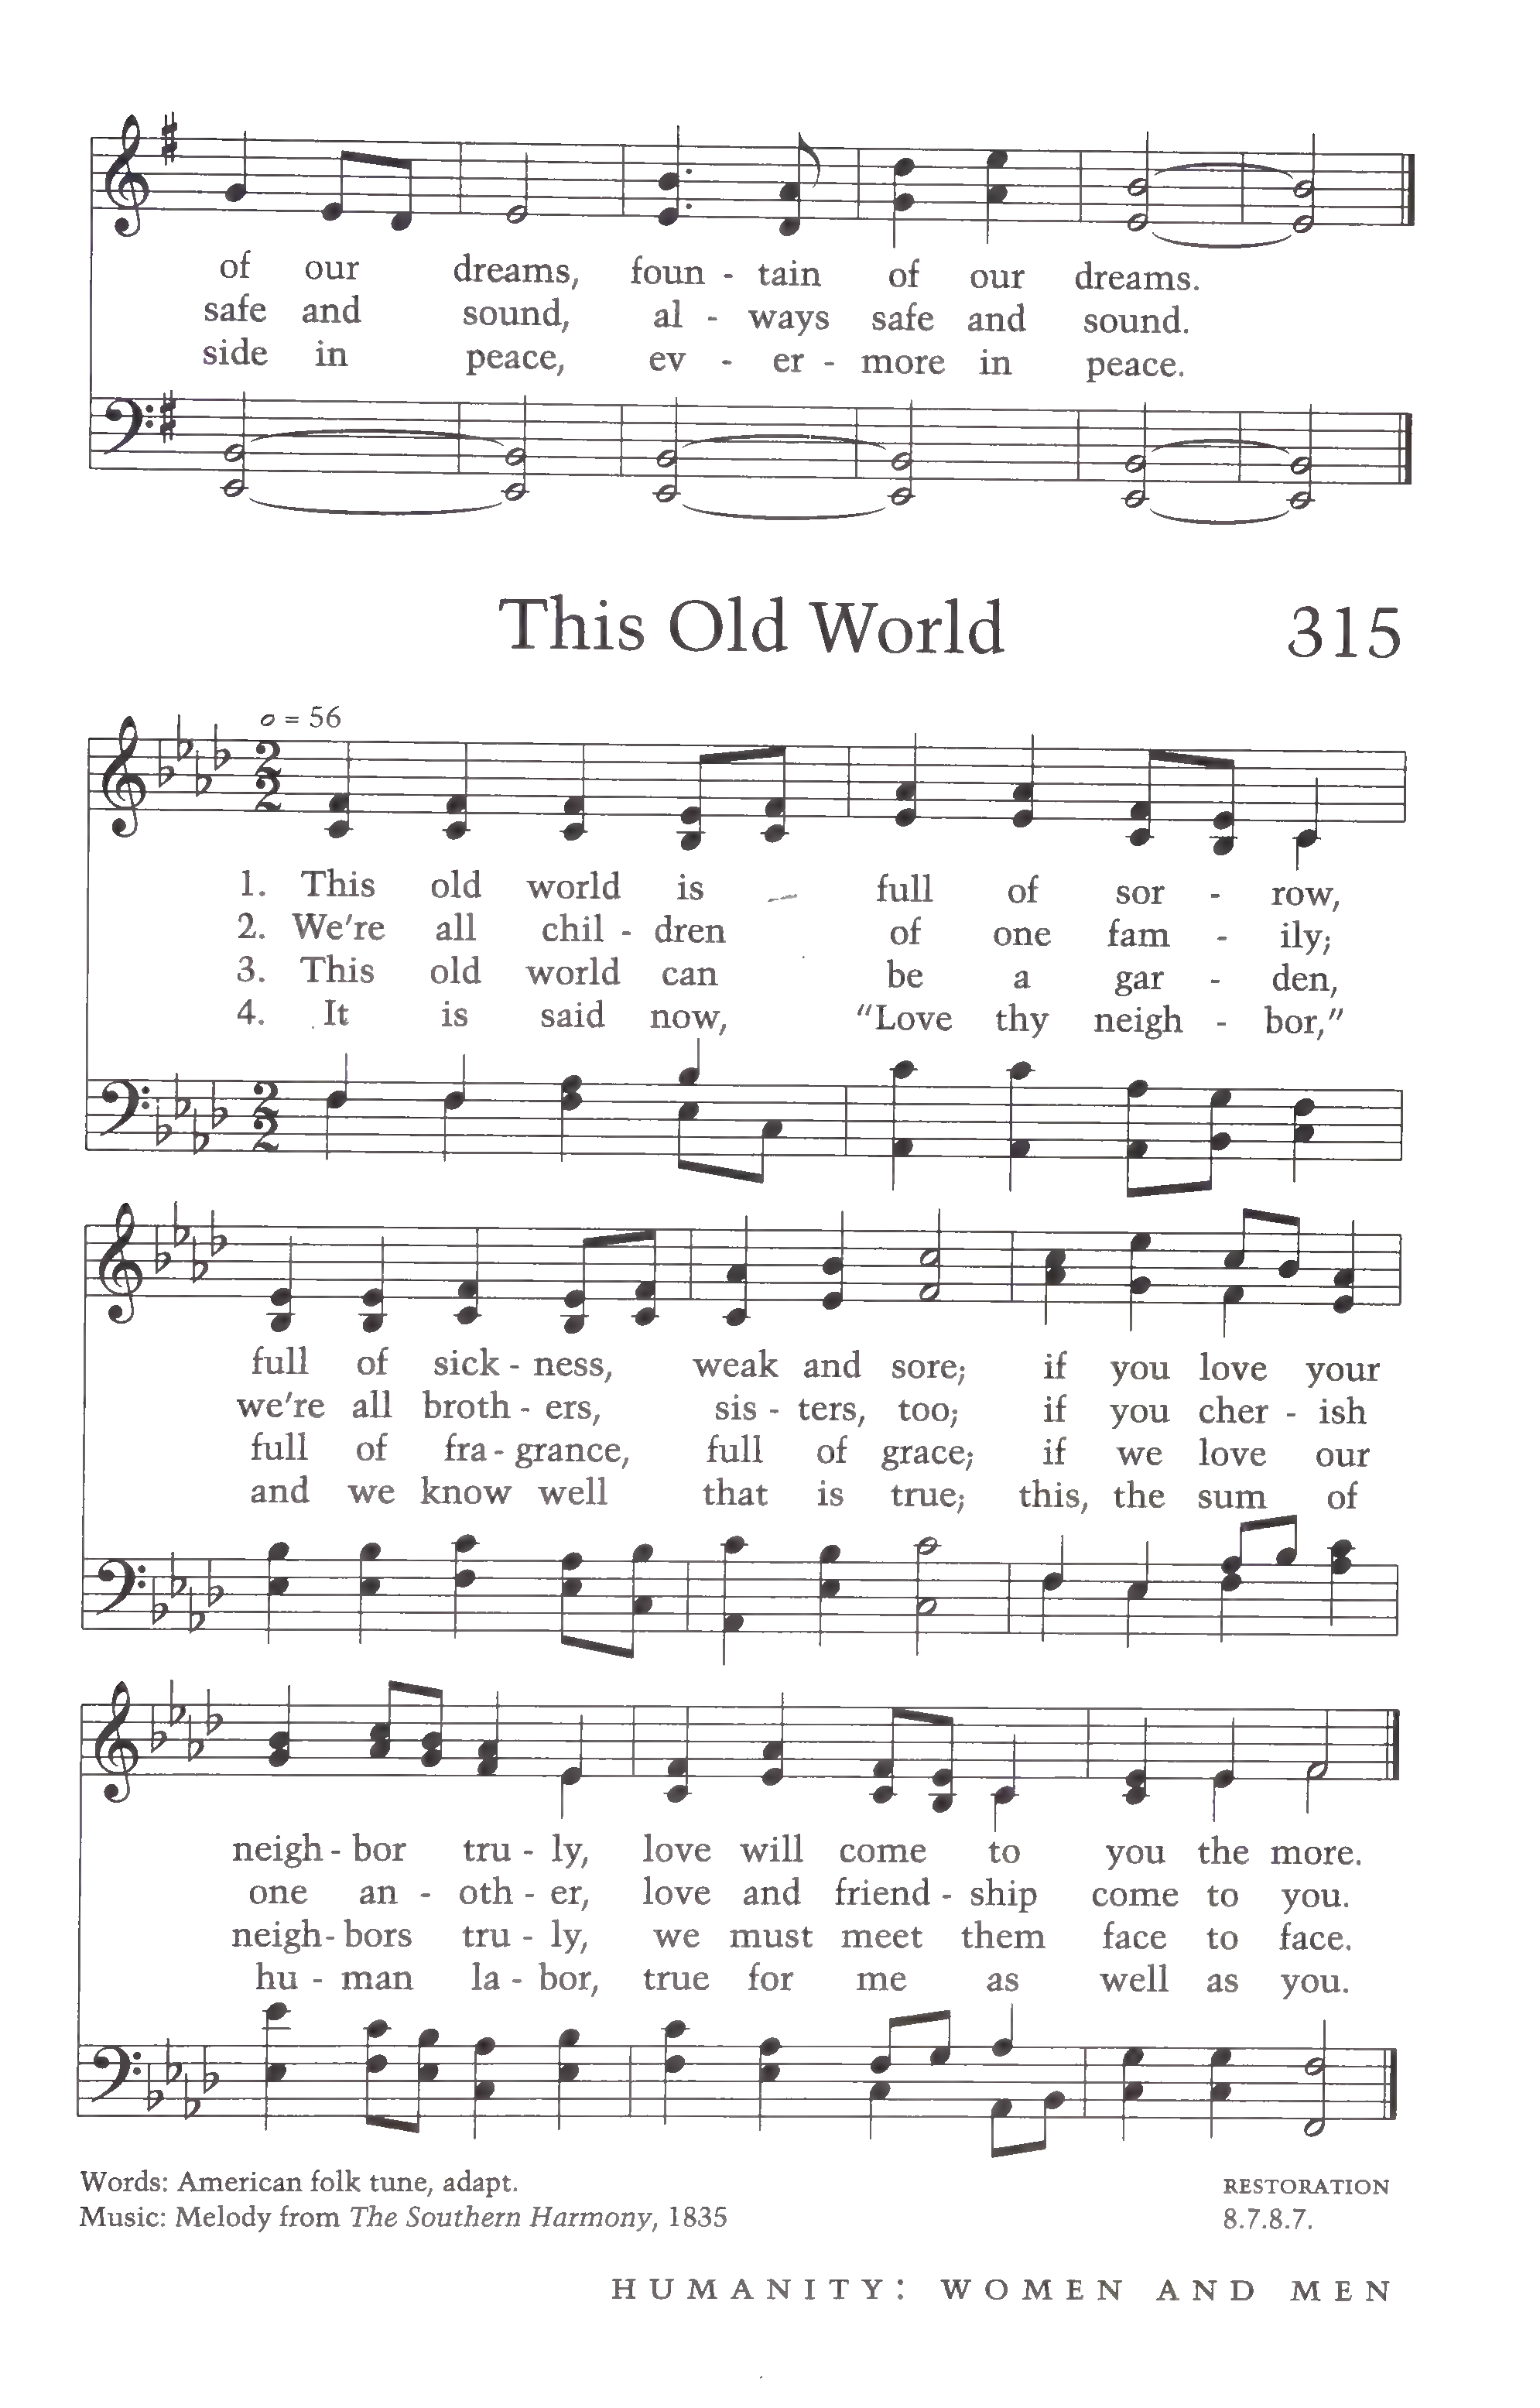 of our dreams, foun - tain of our dreams.
safe and sound, al - ways safe and sound.
side in peace, ev - er - more in peace.
This Old World 315
= 56
1. This old world is full of sor - row,
2. We're all chil - dren of one fam - ily;
3. This old world can be a gar - den,
4. It is said now, "Love thy neigh - bor,"
full of sick - ness, weak and sore; if you love your
we're all broth - ers, sis - ters, too; if you cher - ish
full of fra - grance, full of grace; if we love our
and we know well that is true; this, the sum of
neigh - bor tru - ly, love will come to you the more.
one an - oth - er, love and friend - ship come to you.
neigh - bors tru - ly, we must meet them face to face.
hu - man la - bor, true for me as well as you.
Words: American folk tune, adapt.
Music: Melody from The Southern Harmony, 1835
RESTORATION
8.7.8.7.
HUMANITY: WOMEN AND MEN